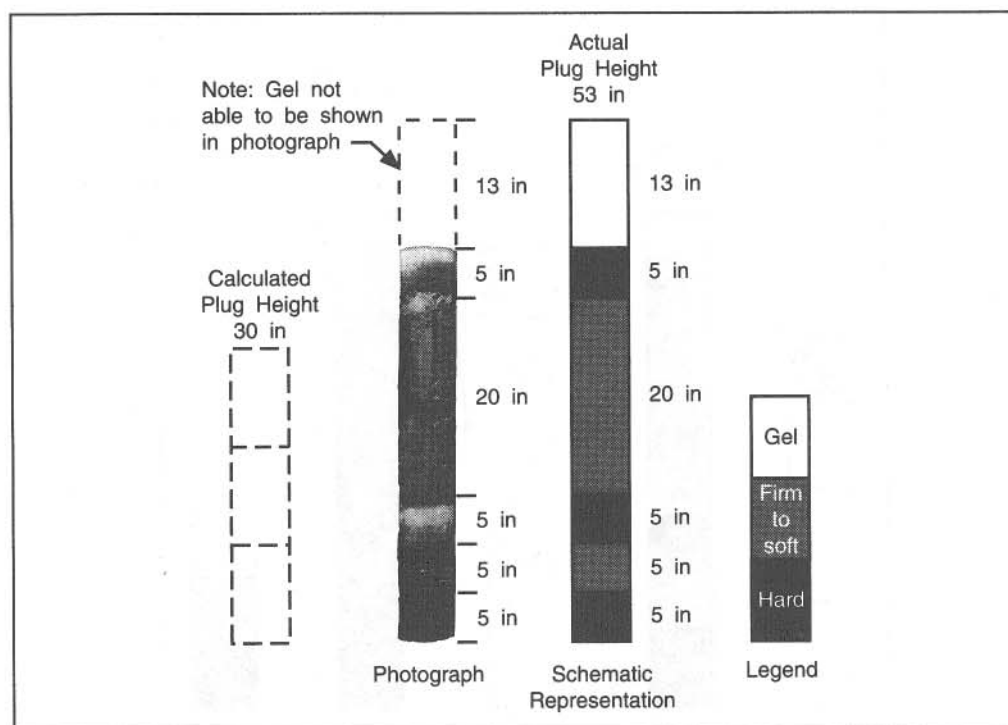 Note: Gel not
able to be shown
in photograph
Calculated
Plug Height
30 in
13 in
5 in
20 in
5 in
5 in
5 in
Photograph
Actual
Plug Height
53 in
13 in
5 in
20 in
5 in
5 in
5 in
Schematic
Representation
Gel
Firm
to
soft
Hard
Legend